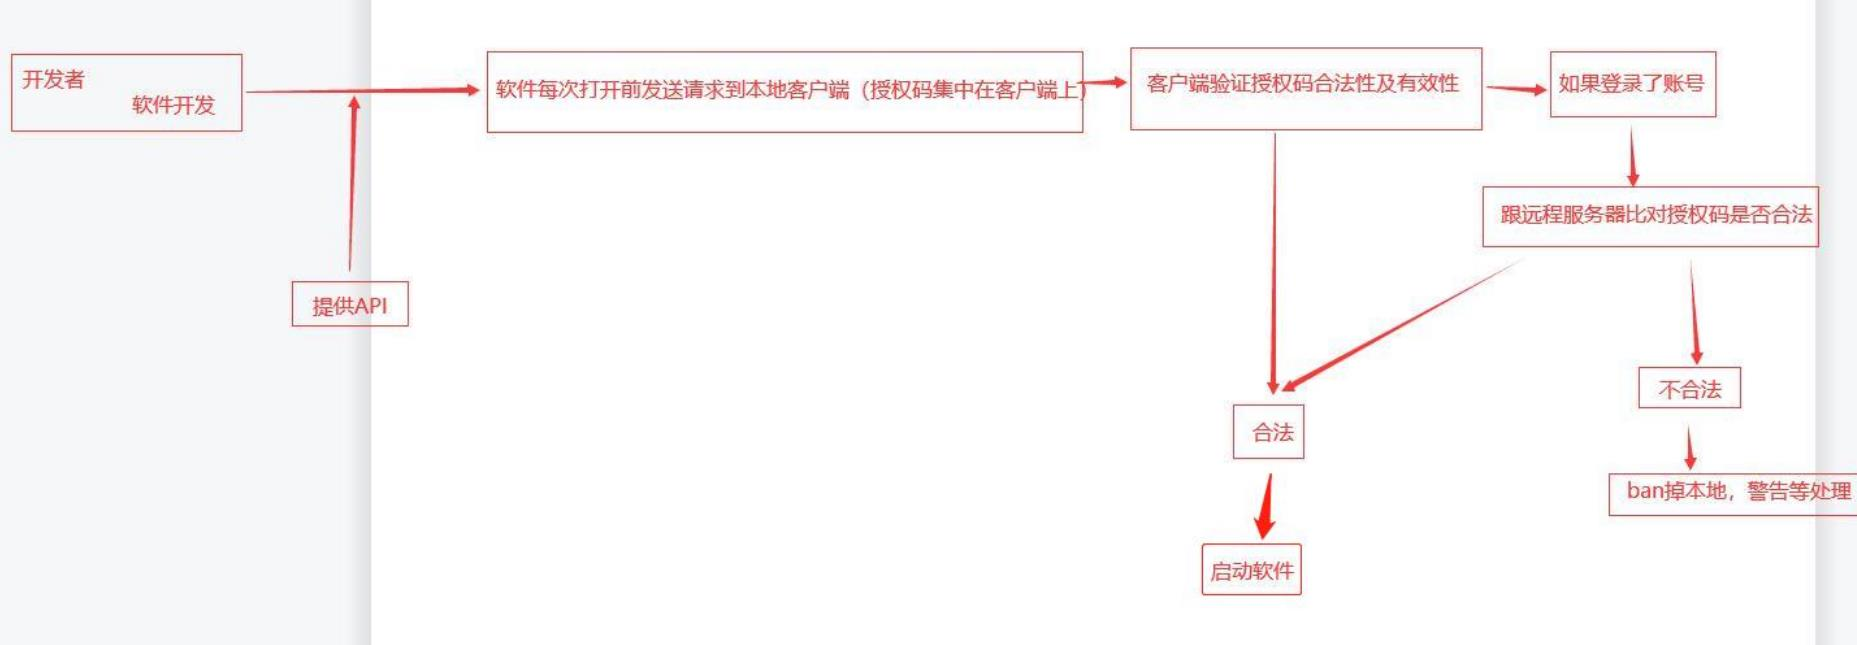 开发者
软件开发
软件每次打开前发送请求到本地客户端（授权码集中在客户端上）
客户端验证授权码合法性及有效性
如果登录了账号
跟远程服务器比对授权码是否合法
提供API
不合法
合法
ban掉本地，警告等处理
启动软件